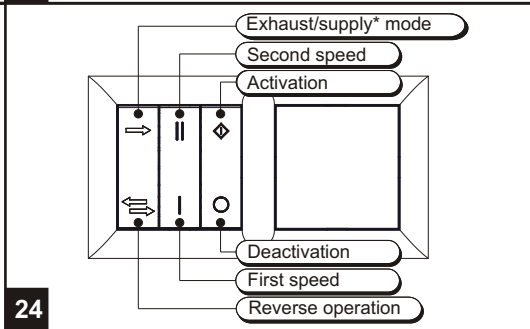 Exhaust/supply* mode
Second speed
Activation
Deactivation
First speed
Reverse operation
24